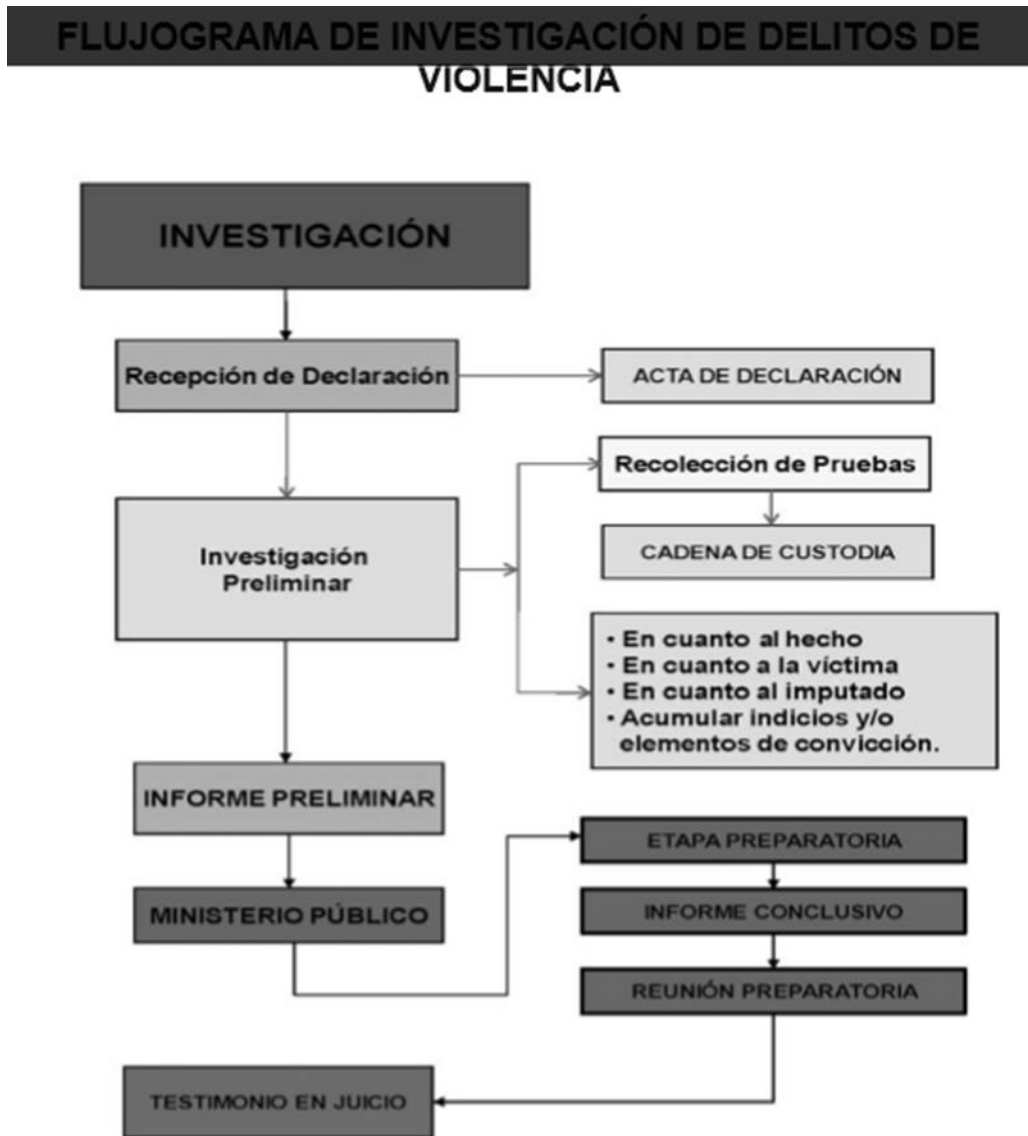 FLUJOGRAMA DE INVESTIGACIÓN DE DELITOS DE
VIOLENCIA
INVESTIGACIÓN
Recepción de Declaración
ACTA DE DECLARACIÓN
Recolección de Pruebas
CADENA DE CUSTODIA
Investigación
Preliminar
• En cuanto al hecho
• En cuanto a la víctima
• En cuanto al imputado
• Acumular indicios y/o
elementos de convicción.
INFORME PRELIMINAR
MINISTERIO PÚBLICO
ETAPA PREPARATORIA
INFORME CONCLUSIVO
REUNIÓN PREPARATORIA
TESTIMONIO EN JUICIO